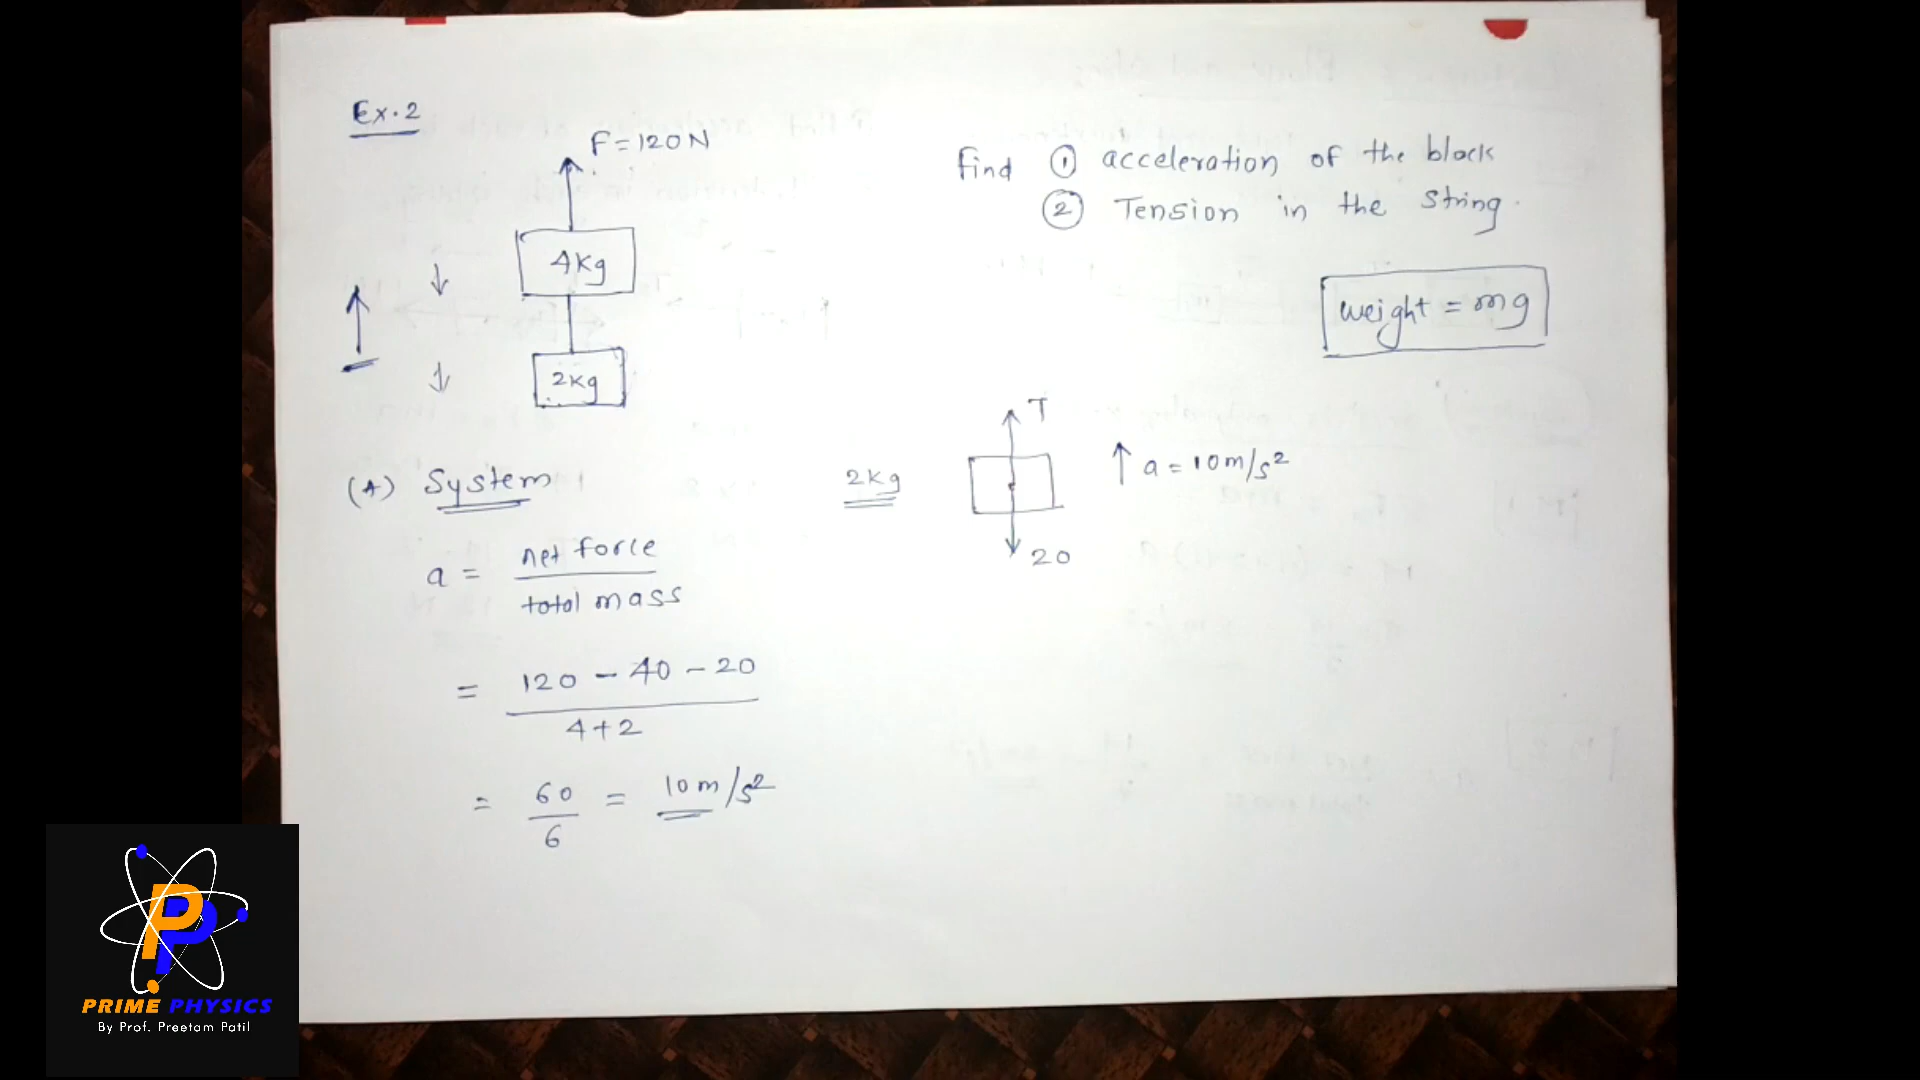 Ex.2
F=120N
4Kg
2Kg
find ① acceleration of the block
② Tension in the string.
weight = mg
(A) System
a = net force / total mass
= 120 - 40 - 20 / 4+2
= 60 / 6 = 10 m/s²
2Kg
T
↑ a = 10m/s²
20
PP
PRIME PHYSICS
By Prof. Preetam Patil